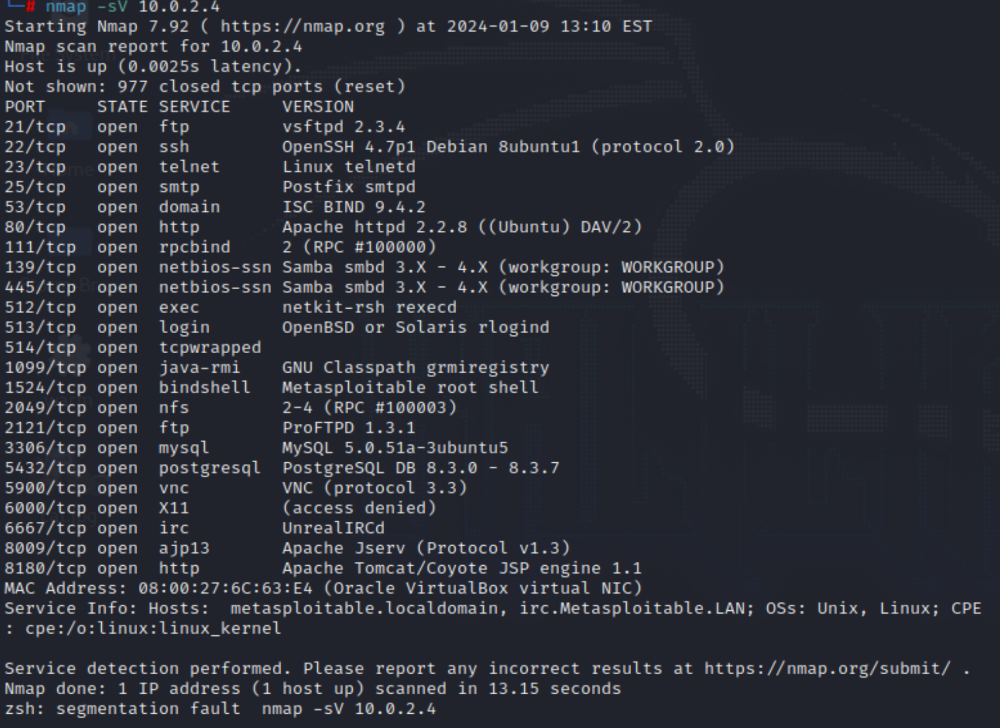 └─# nmap -sV 10.0.2.4
Starting Nmap 7.92 ( https://nmap.org ) at 2024-01-09 13:10 EST
Nmap scan report for 10.0.2.4
Host is up (0.0025s latency).
Not shown: 977 closed tcp ports (reset)
PORT     STATE SERVICE     VERSION
21/tcp   open  ftp         vsftpd 2.3.4
22/tcp   open  ssh         OpenSSH 4.7p1 Debian 8ubuntu1 (protocol 2.0)
23/tcp   open  telnet      Linux telnetd
25/tcp   open  smtp        Postfix smtpd
53/tcp   open  domain      ISC BIND 9.4.2
80/tcp   open  http        Apache httpd 2.2.8 ((Ubuntu) DAV/2)
111/tcp  open  rpcbind     2 (RPC #100000)
139/tcp  open  netbios-ssn Samba smbd 3.X - 4.X (workgroup: WORKGROUP)
445/tcp  open  netbios-ssn Samba smbd 3.X - 4.X (workgroup: WORKGROUP)
512/tcp  open  exec        netkit-rsh rexecd
513/tcp  open  login       OpenBSD or Solaris rlogind
514/tcp  open  tcpwrapped
1099/tcp open  java-rmi    GNU Classpath grmiregistry
1524/tcp open  bindshell   Metasploitable root shell
2049/tcp open  nfs         2-4 (RPC #100003)
2121/tcp open  ftp         ProFTPD 1.3.1
3306/tcp open  mysql       MySQL 5.0.51a-3ubuntu5
5432/tcp open  postgresql  PostgreSQL DB 8.3.0 - 8.3.7
5900/tcp open  vnc         VNC (protocol 3.3)
6000/tcp open  X11         (access denied)
6667/tcp open  irc         UnrealIRCd
8009/tcp open  ajp13       Apache Jserv (Protocol v1.3)
8180/tcp open  http        Apache Tomcat/Coyote JSP engine 1.1
MAC Address: 08:00:27:6C:63:E4 (Oracle VirtualBox virtual NIC)
Service Info: Hosts:  metasploitable.localdomain, irc.Metasploitable.LAN; OSs: Unix, Linux; CPE
: cpe:/o:linux:linux_kernel

Service detection performed. Please report any incorrect results at https://nmap.org/submit/ .
Nmap done: 1 IP address (1 host up) scanned in 13.15 seconds
zsh: segmentation fault  nmap -sV 10.0.2.4